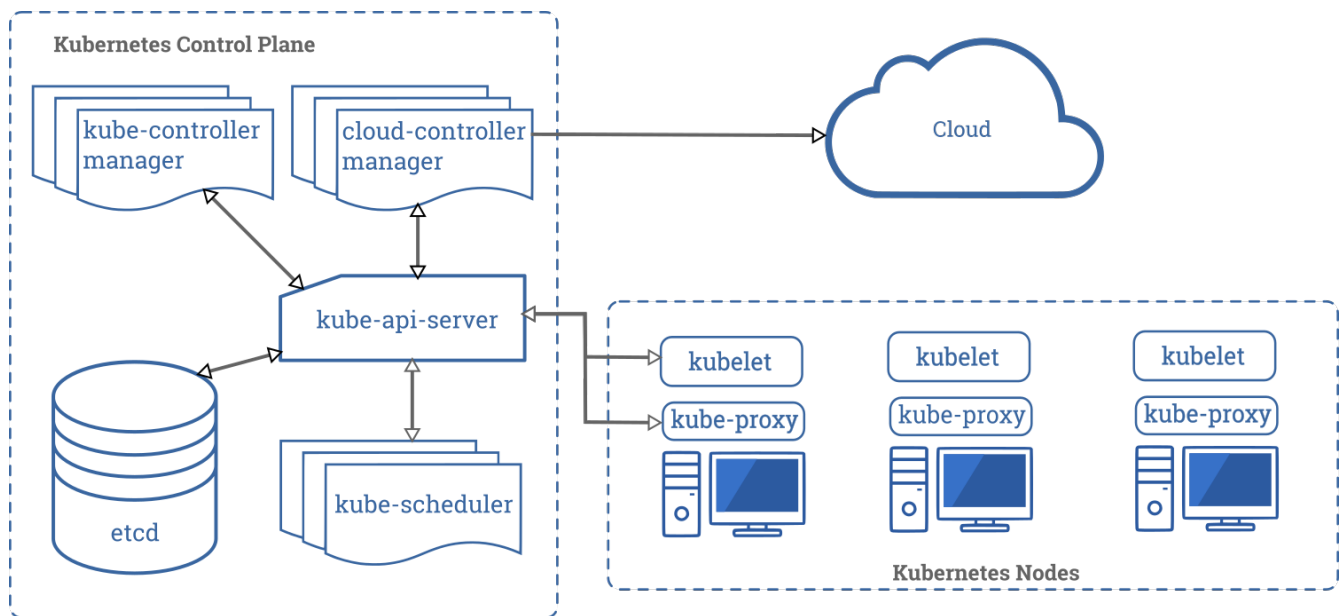 Kubernetes Control Plane
kube-controller
manager
cloud-controller
manager
Cloud
kube-api-server
kubelet
kubelet
kubelet
kube-proxy
kube-proxy
kube-proxy
etcd
kube-scheduler
Kubernetes Nodes